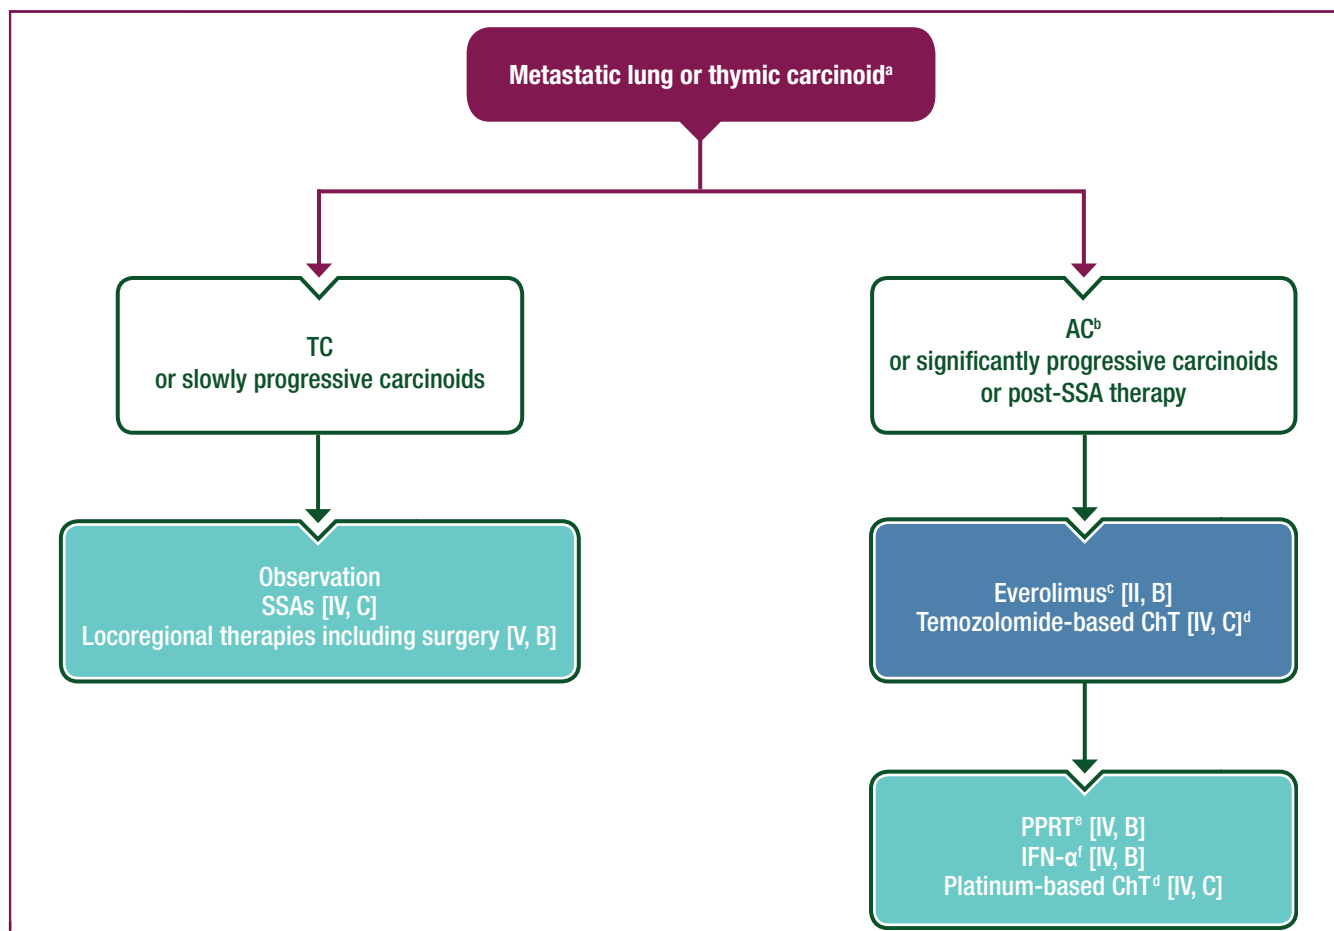 Metastatic lung or thymic carcinoidᵃ
TC
or slowly progressive carcinoids
ACᵇ
or significantly progressive carcinoids
or post-SSA therapy
Observation
SSAs [IV, C]
Locoregional therapies including surgery [V, B]
Everolimusᶜ [II, B]
Temozolomide-based ChT [IV, C]ᵈ
PPRTᵉ [IV, B]
IFN-αᶠ [IV, B]
Platinum-based ChTᵈ [IV, C]